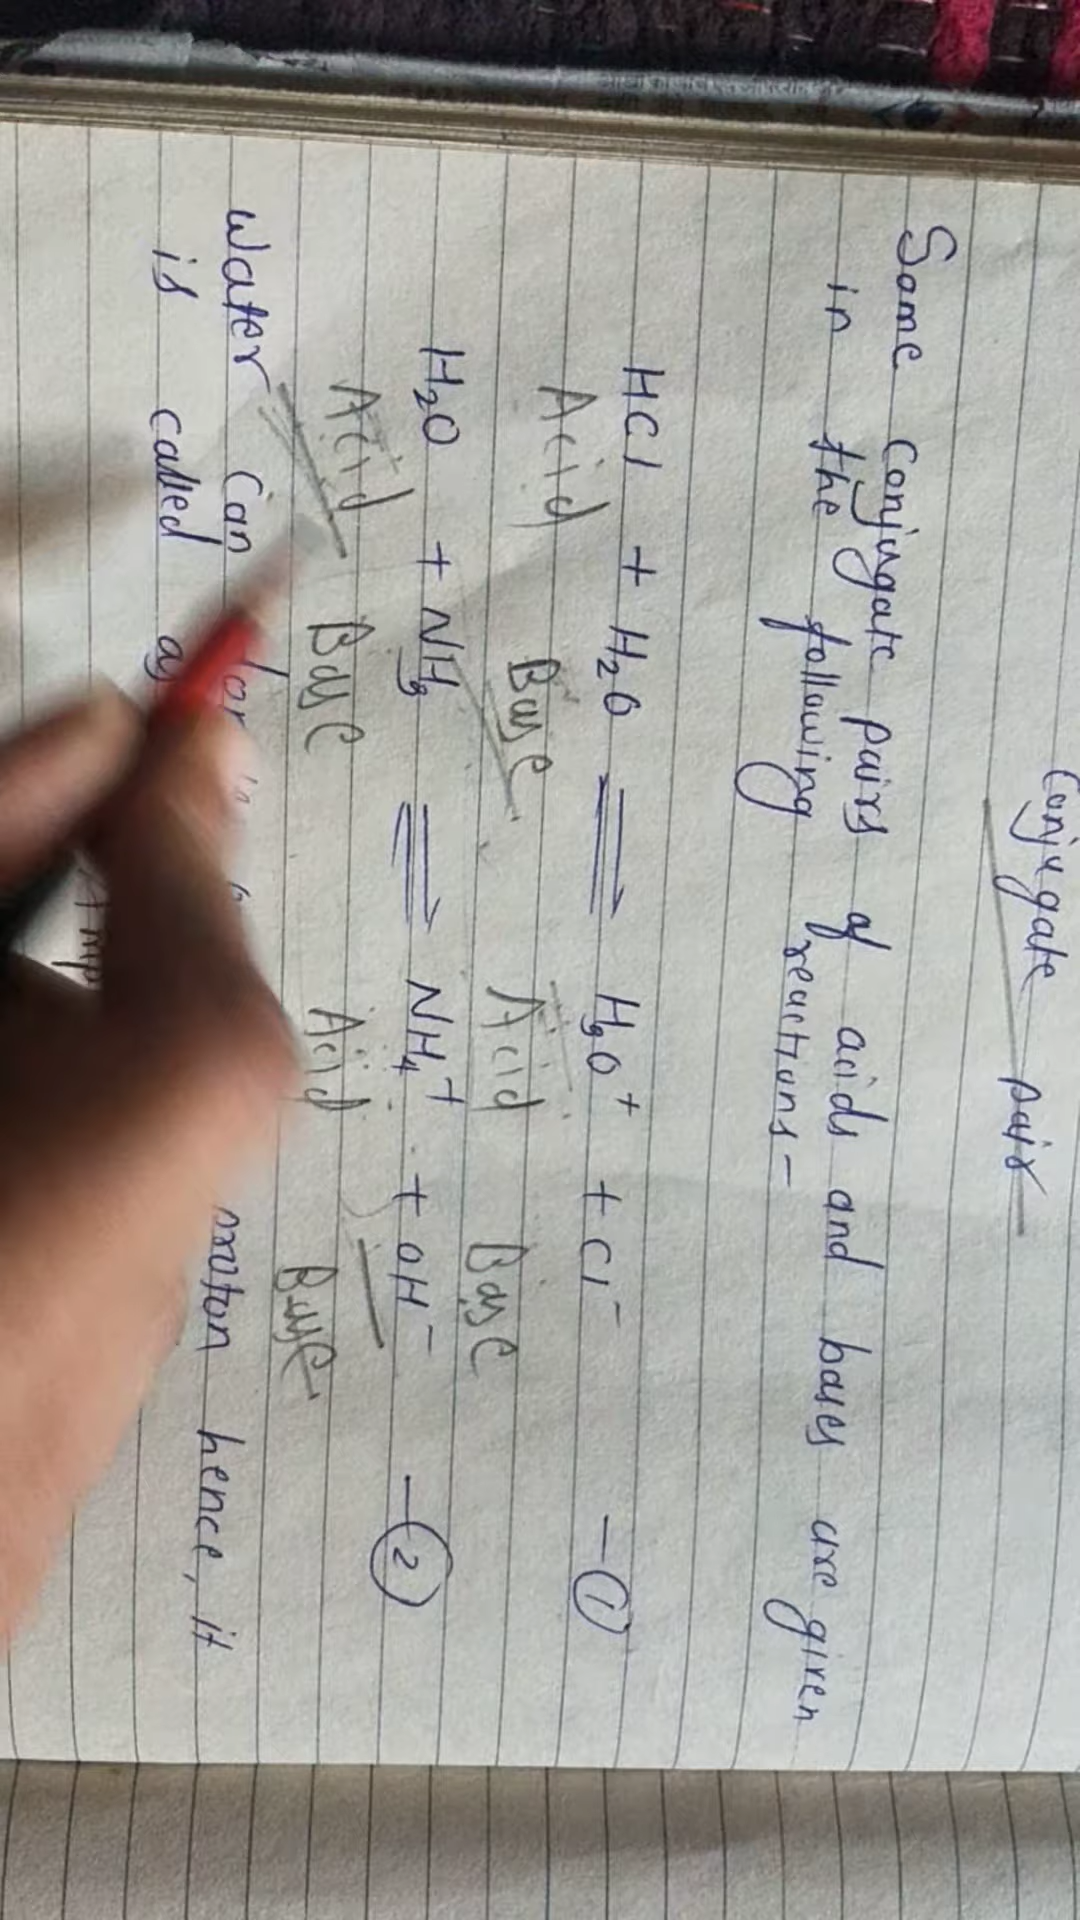 Conjugate pair
Some Conjugate pairs of acids and bases are given
in the following reactions-
HCl + H₂O ⇌ H₃O⁺ + Cl⁻ -①
Acid Base Acid Base
H₂O + NH₃ ⇌ NH₄⁺ + OH⁻ -②
Acid Base Acid Base
Water Can proton hence, it
is called as